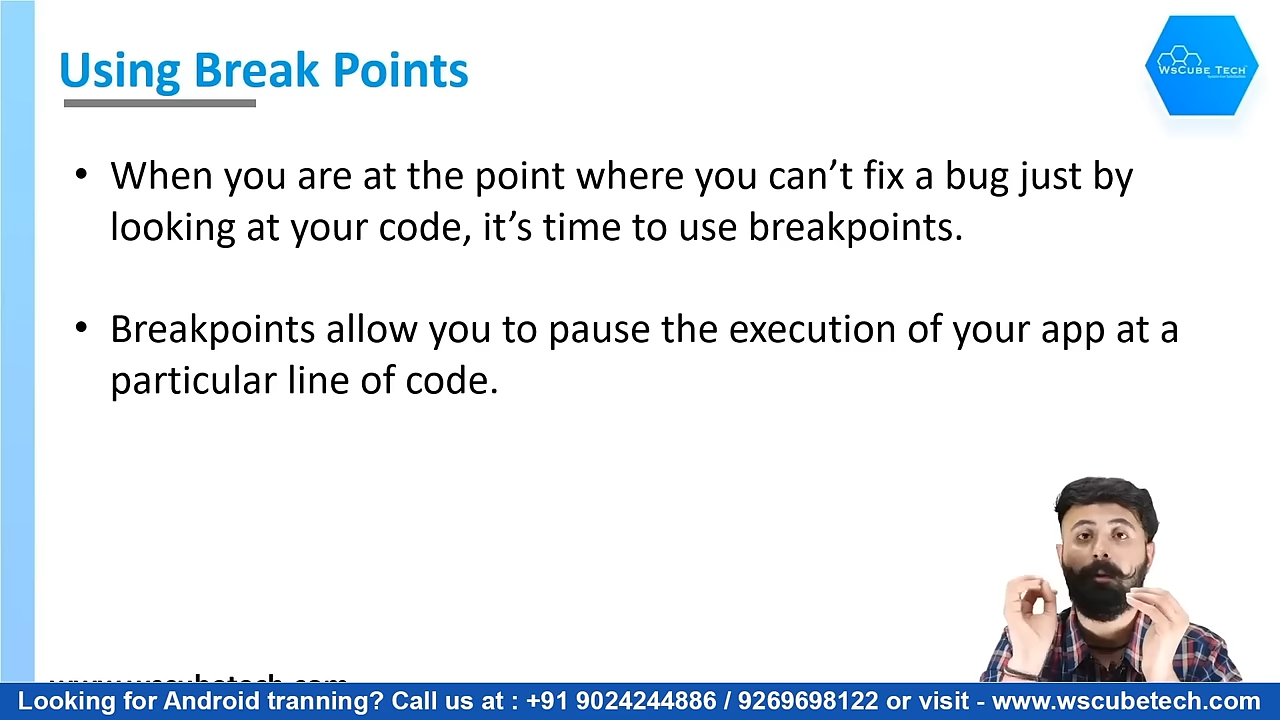 Using Break Points
WsCube Tech
• When you are at the point where you can’t fix a bug just by
looking at your code, it’s time to use breakpoints.
• Breakpoints allow you to pause the execution of your app at a
particular line of code.
www.wscubetech.com
Looking for Android tranning? Call us at : +91 9024244886 / 9269698122 or visit - www.wscubetech.com